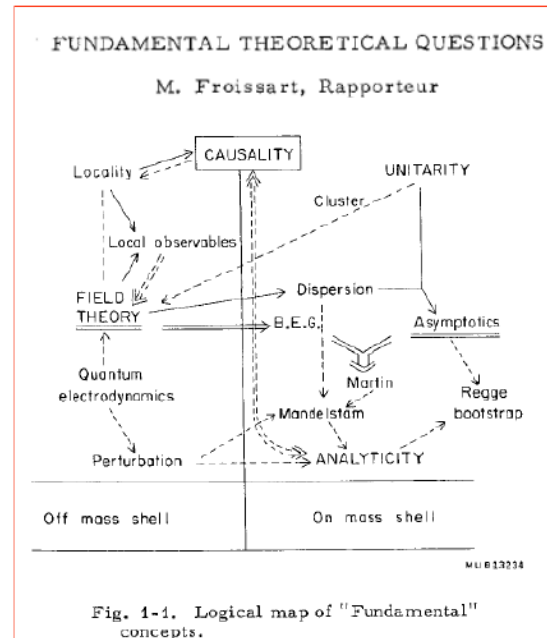 FUNDAMENTAL THEORETICAL QUESTIONS
M. Froissart, Rapporteur
CAUSALITY
Locality
UNITARITY
Cluster
Local observables
Dispersion
FIELD
THEORY
B.E.G.
Asymptotics
Quantum
electrodynamics
Martin
Regge
bootstrap
Mandelstam
Perturbation
ANALYTICITY
Off mass shell
On mass shell
MUB13234
Fig. 1-1. Logical map of "Fundamental"
concepts.